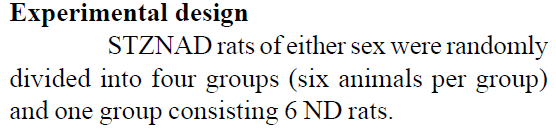 Experimental design
STZNAD rats of either sex were randomly
divided into four groups (six animals per group)
and one group consisting 6 ND rats.